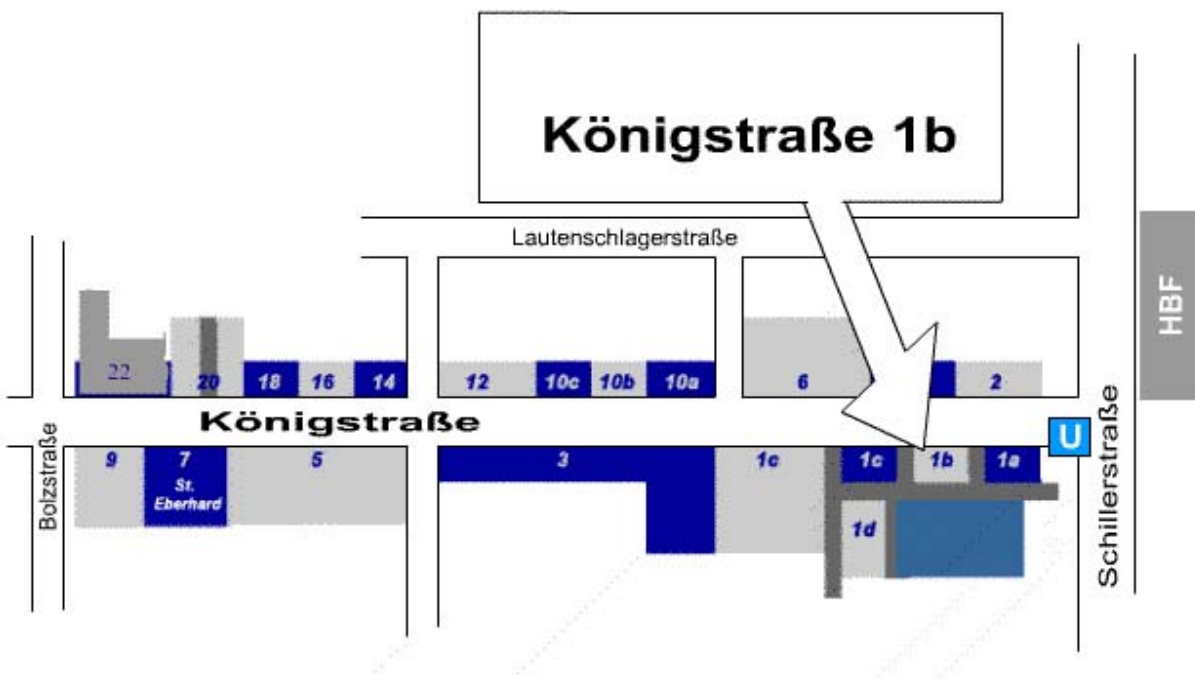 Königstraße 1b
Lautenschlagerstraße
HBF
22
20
18
16
14
12
10c
10b
10a
6
2
Königstraße
U
Bolzstraße
9
7
St.
Eberhard
5
3
1c
1c
1b
1a
1d
Schillerstraße